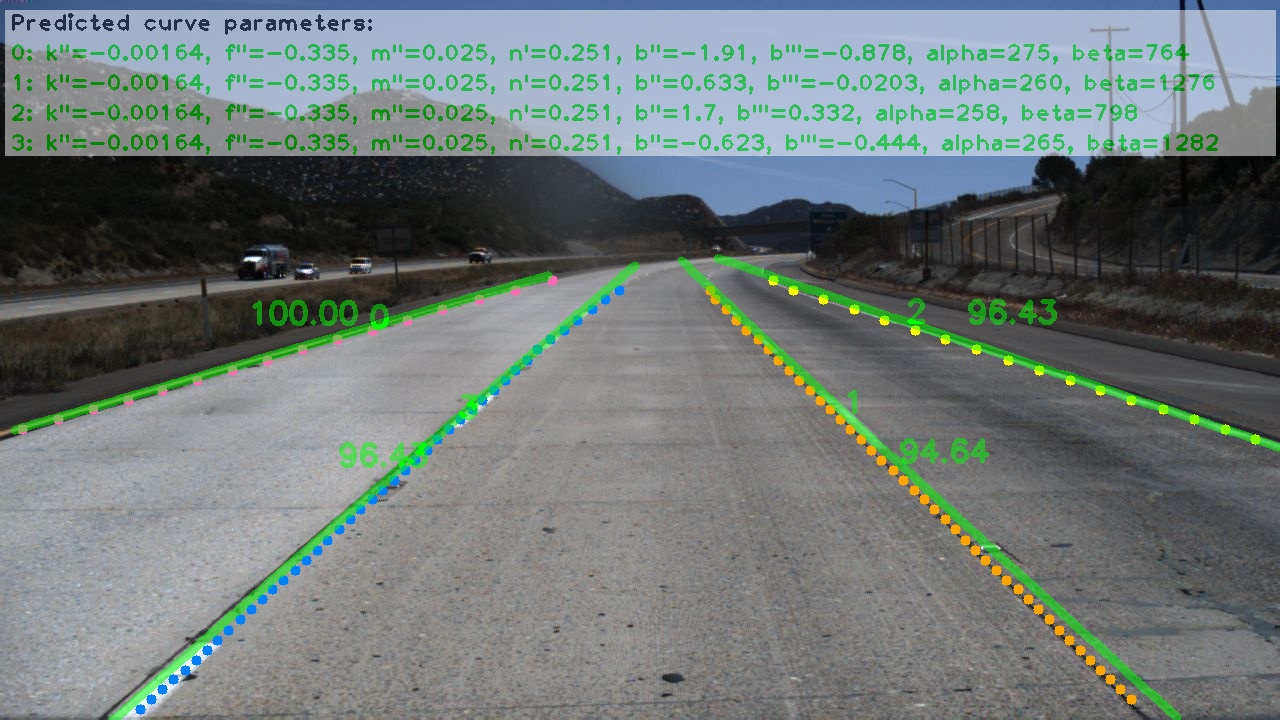 Predicted curve parameters:
0: k''=-0.00164, f''=-0.335, m''=0.025, n'=0.251, b''=-1.91, b'''=-0.878, alpha=275, beta=764
1: k''=-0.00164, f''=-0.335, m''=0.025, n'=0.251, b''=0.633, b'''=-0.0203, alpha=260, beta=1276
2: k''=-0.00164, f''=-0.335, m''=0.025, n'=0.251, b''=1.7, b'''=0.332, alpha=258, beta=798
3: k''=-0.00164, f''=-0.335, m''=0.025, n'=0.251, b''=-0.623, b'''=-0.444, alpha=265, beta=1282
100.00 0
2 96.43
3
1
96.43
94.64